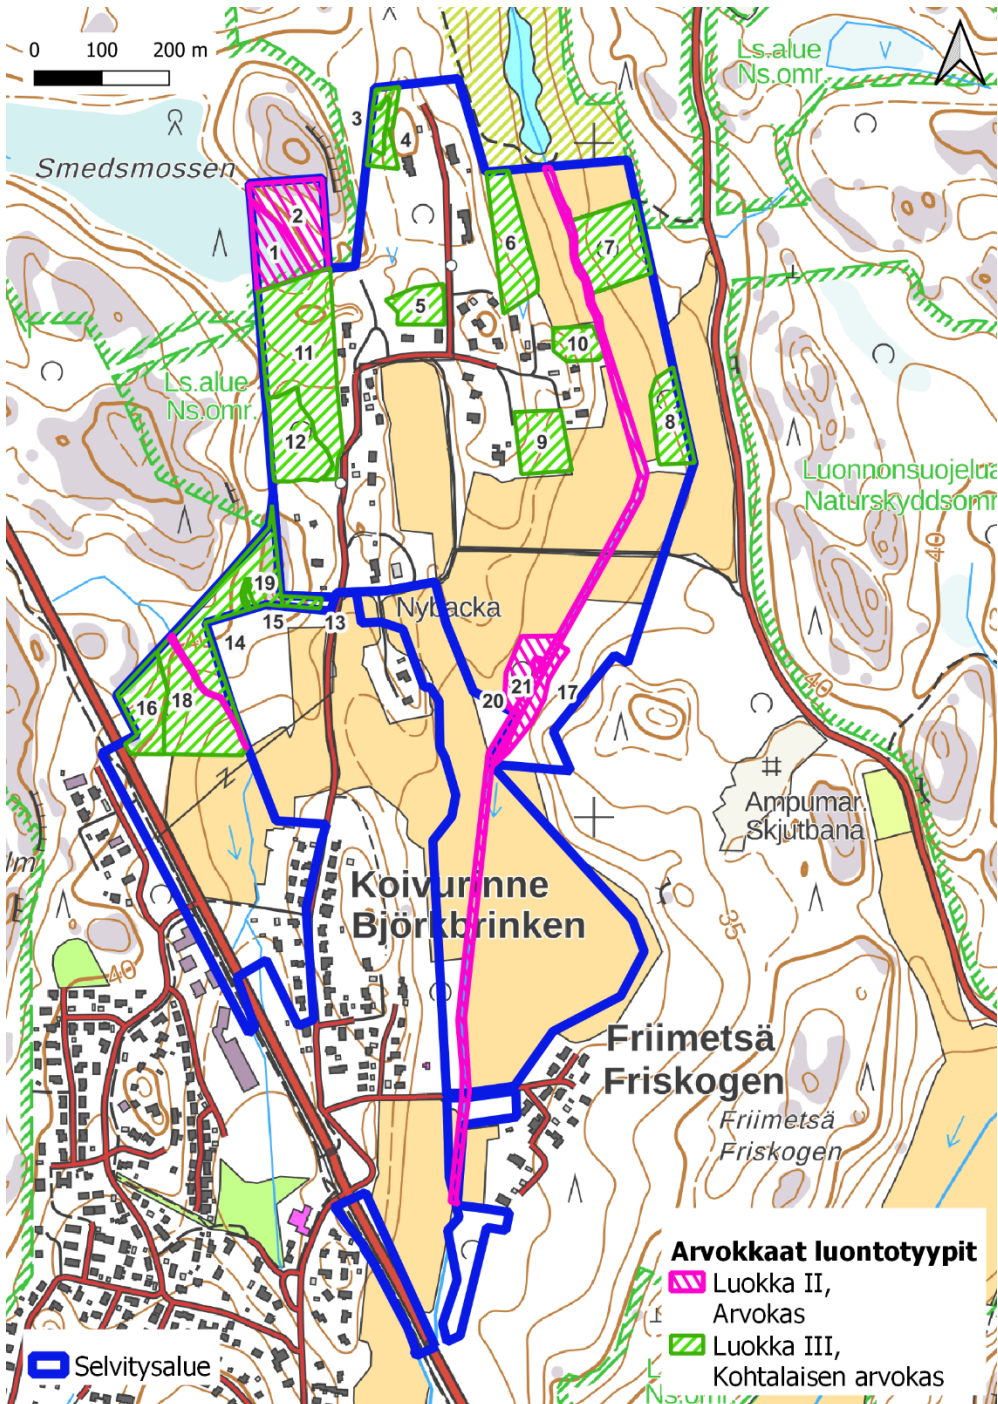 0 100 200 m
Ls.alue
Ns.omr.
Smedsmossen
3
4
2
1
6
7
5
10
11
Ls.alue
Ns.omr.
12
9
8
Luonnonsuojelua
Naturskyddsomr
40
19
15
13
14
Nybacka
16
18
20
21
17
40
Ampumar.
Skjutbana
lm
Koivurinne
Björkbrinken
35
40
Friimetsä
Friskogen
Friimetsä
Friskogen
Arvokkaat luontotyypit
Luokka II,
Arvokas
Luokka III,
Kohtalaisen arvokas
Selvitysalue
Ns.omr.